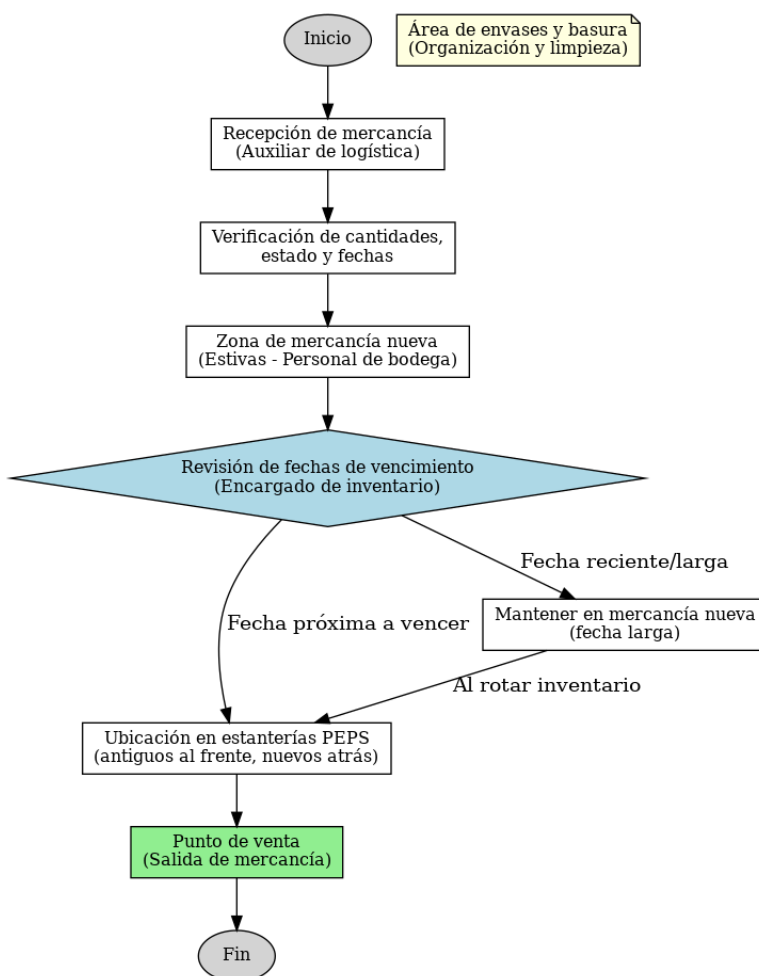 Inicio
Área de envases y basura
(Organización y limpieza)
Recepción de mercancía
(Auxiliar de logística)
Verificación de cantidades,
estado y fechas
Zona de mercancía nueva
(Estivas - Personal de bodega)
Revisión de fechas de vencimiento
(Encargado de inventario)
Fecha reciente/larga
Fecha próxima a vencer
Mantener en mercancía nueva
(fecha larga)
Al rotar inventario
Ubicación en estanterías PEPS
(antiguos al frente, nuevos atrás)
Punto de venta
(Salida de mercancía)
Fin